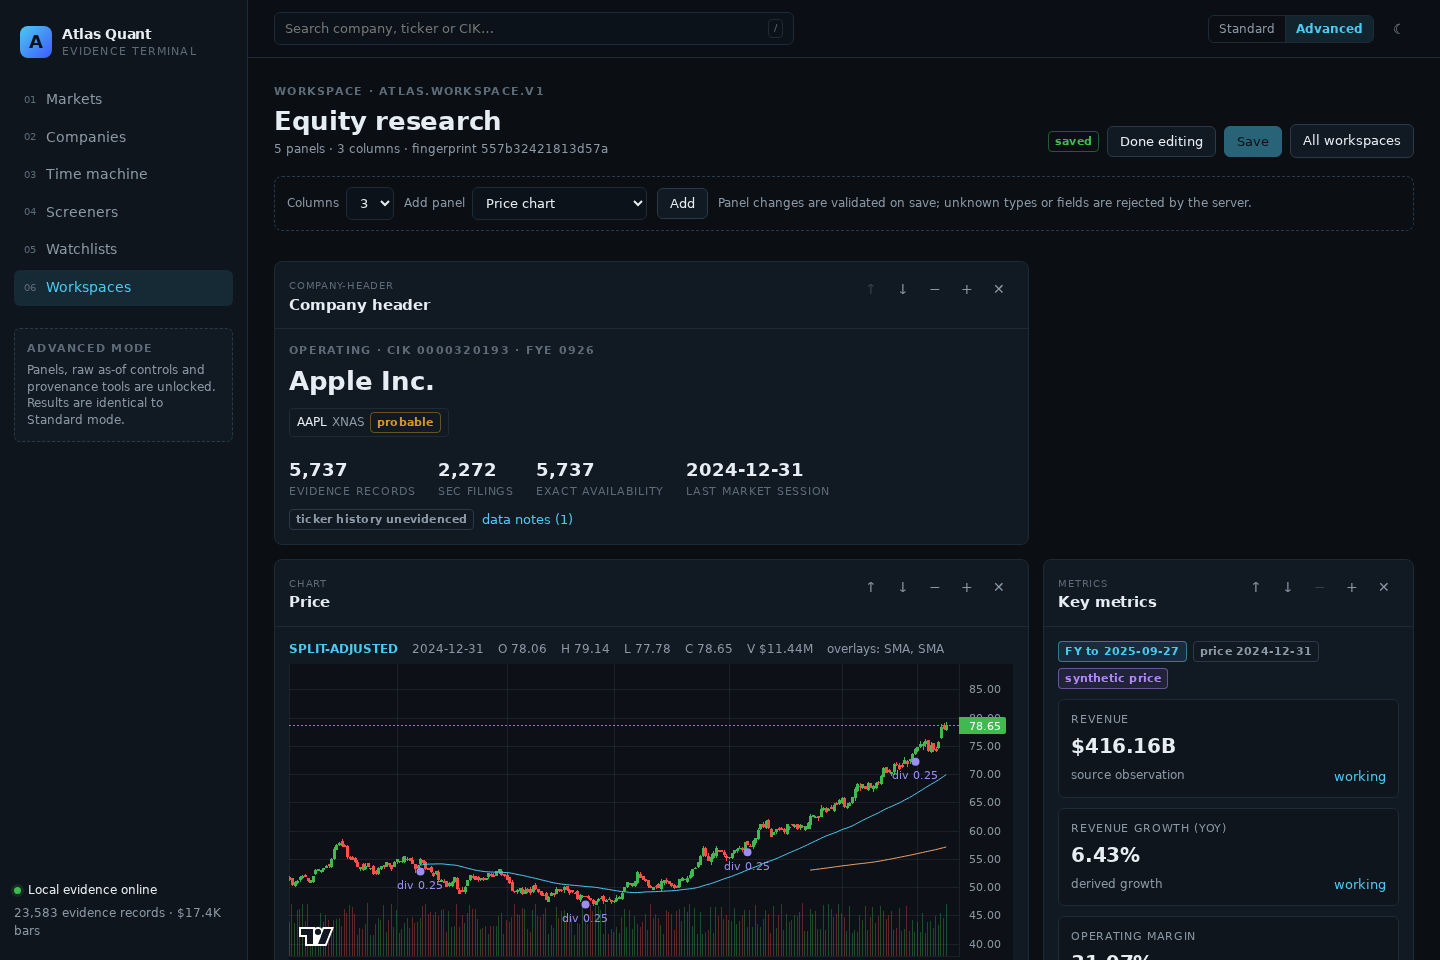 A
Atlas Quant
EVIDENCE TERMINAL
01 Markets
02 Companies
03 Time machine
04 Screeners
05 Watchlists
06 Workspaces
ADVANCED MODE
Panels, raw as-of controls and
provenance tools are unlocked.
Results are identical to
Standard mode.
Local evidence online
23,583 evidence records · $17.4K
bars
Search company, ticker or CIK… /
Standard Advanced
WORKSPACE · ATLAS.WORKSPACE.V1
Equity research
5 panels · 3 columns · fingerprint 557b32421813d57a
saved Done editing Save All workspaces
Columns 3 Add panel Price chart Add Panel changes are validated on save; unknown types or fields are rejected by the server.
COMPANY-HEADER
Company header
↑ ↓ − + ✕
OPERATING · CIK 0000320193 · FYE 0926
Apple Inc.
AAPL XNAS probable
5,737 2,272 5,737 2024-12-31
EVIDENCE RECORDS SEC FILINGS EXACT AVAILABILITY LAST MARKET SESSION
ticker history unevidenced data notes (1)
CHART
Price
↑ ↓ − + ✕
SPLIT-ADJUSTED 2024-12-31 O 78.06 H 79.14 L 77.78 C 78.65 V $11.44M overlays: SMA, SMA
85.00
80.00
78.65
75.00
70.00
65.00
60.00
55.00
50.00
45.00
40.00
div 0.25
div 0.25
div 0.25
div 0.25
METRICS
Key metrics
↑ ↓ − + ✕
FY to 2025-09-27 price 2024-12-31
synthetic price
REVENUE
$416.16B
source observation working
REVENUE GROWTH (YOY)
6.43%
derived growth working
OPERATING MARGIN
31.97%